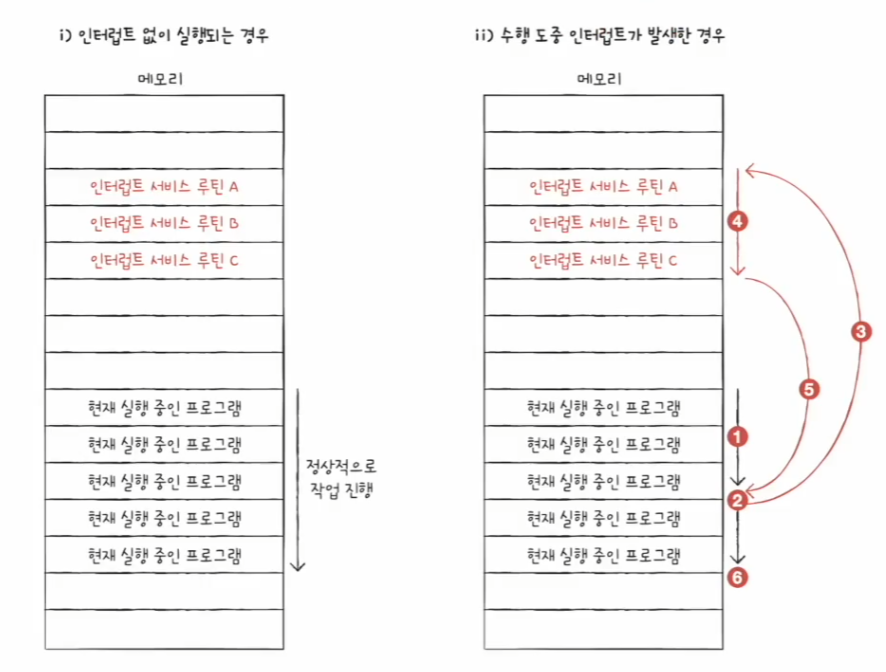 i) 인터럽트 없이 실행되는 경우
메모리
인터럽트 서비스 루틴 A
인터럽트 서비스 루틴 B
인터럽트 서비스 루틴 C
현재 실행 중인 프로그램
현재 실행 중인 프로그램
현재 실행 중인 프로그램
현재 실행 중인 프로그램
현재 실행 중인 프로그램
정상적으로
작업 진행
ii) 수행 도중 인터럽트가 발생한 경우
메모리
인터럽트 서비스 루틴 A
인터럽트 서비스 루틴 B
인터럽트 서비스 루틴 C
현재 실행 중인 프로그램
현재 실행 중인 프로그램
현재 실행 중인 프로그램
현재 실행 중인 프로그램
현재 실행 중인 프로그램
4
3
5
1
2
6